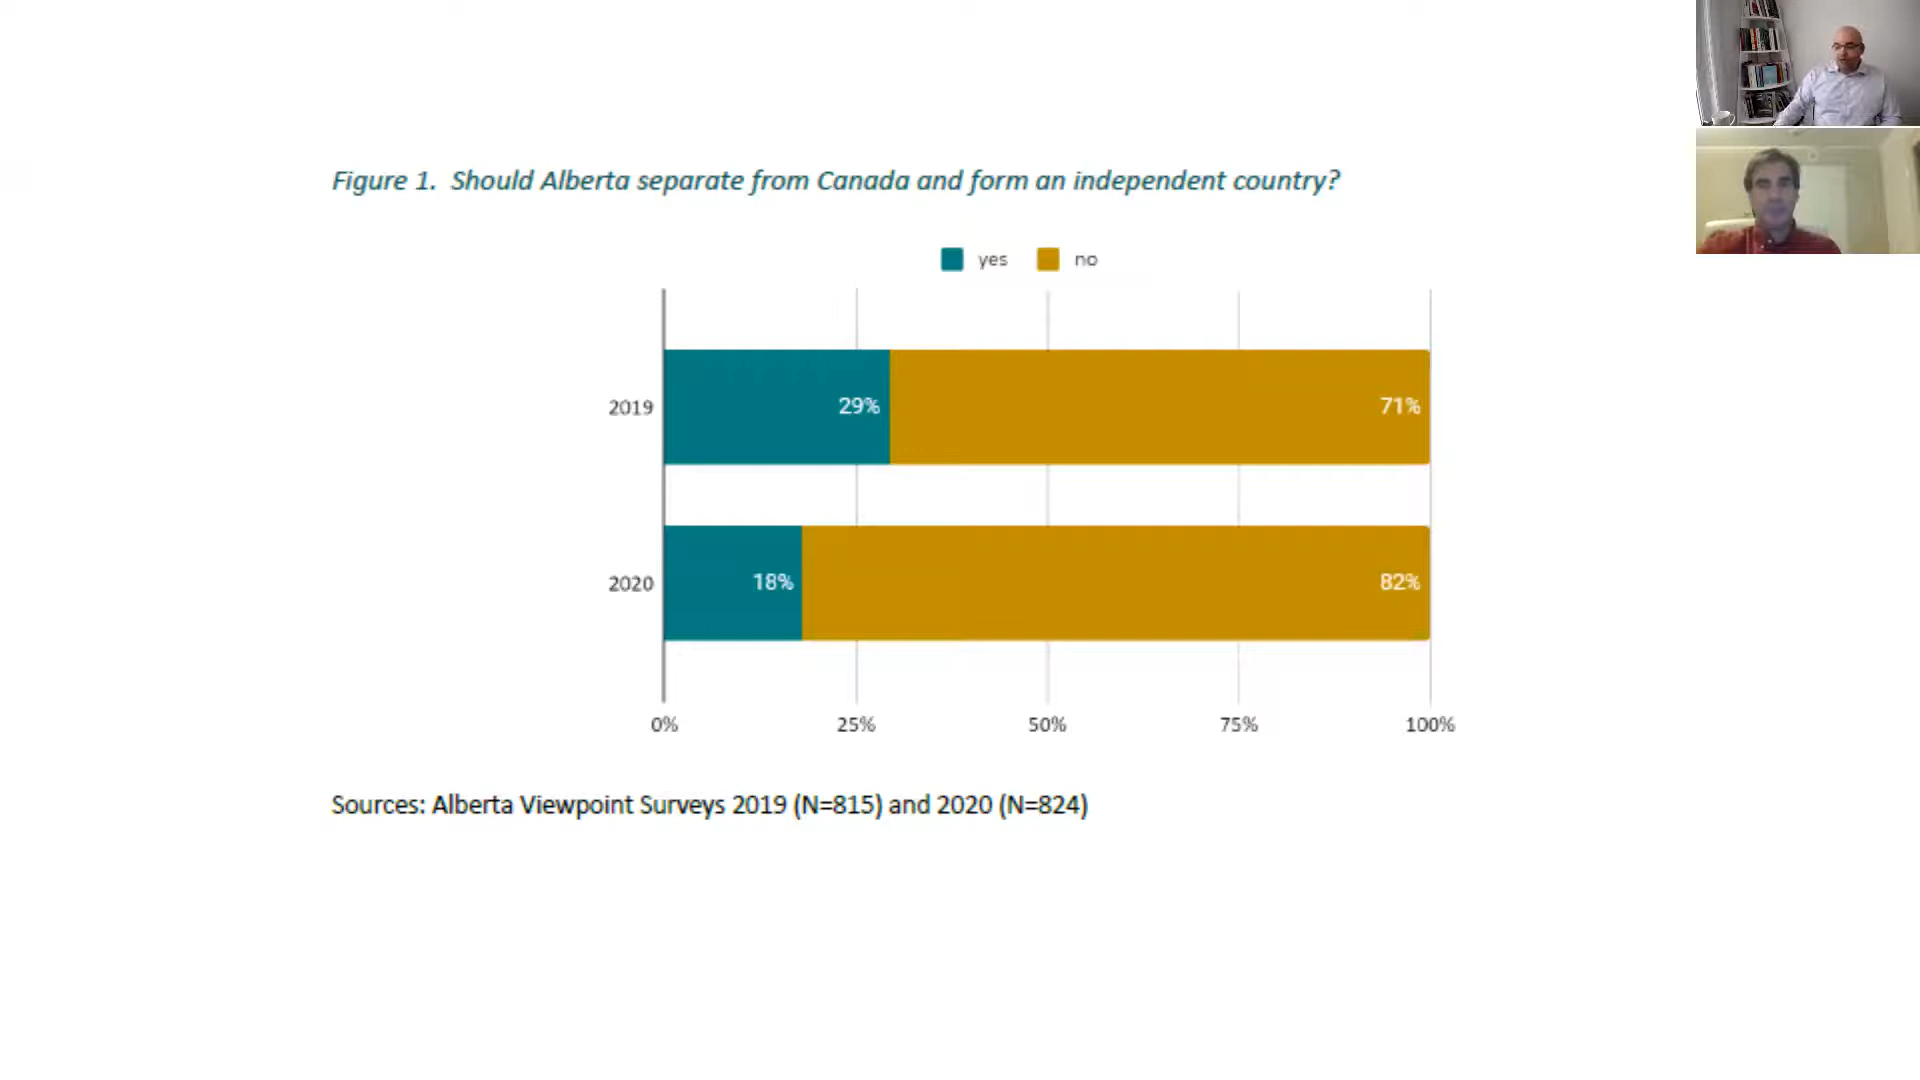 Figure 1. Should Alberta separate from Canada and form an independent country?
yes no
2019 29% 71%
2020 18% 82%
0% 25% 50% 75% 100%
Sources: Alberta Viewpoint Surveys 2019 (N=815) and 2020 (N=824)